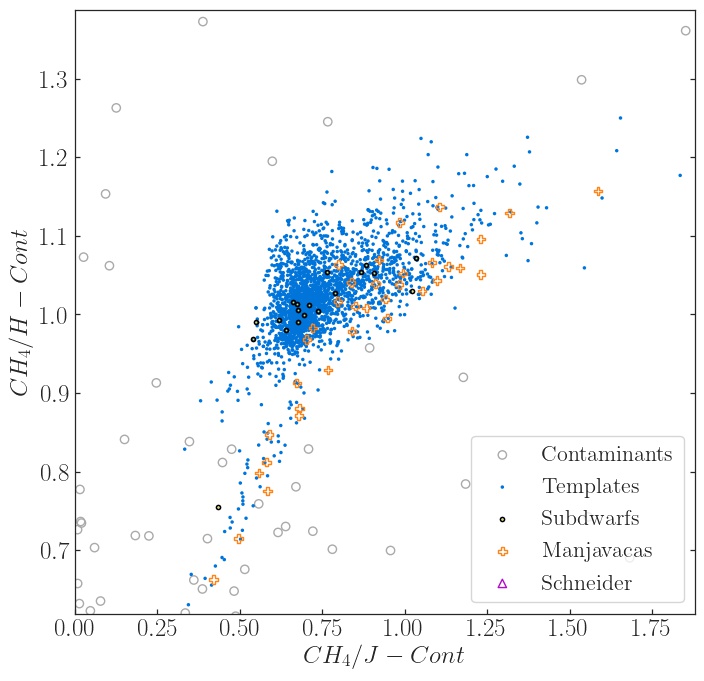 1.3
1.2
1.1
1.0
0.9
0.8
0.7
CH4/H − Cont
Contaminants
Templates
Subdwarfs
Manjavacas
Schneider
0.00 0.25 0.50 0.75 1.00 1.25 1.50 1.75
CH4/J − Cont